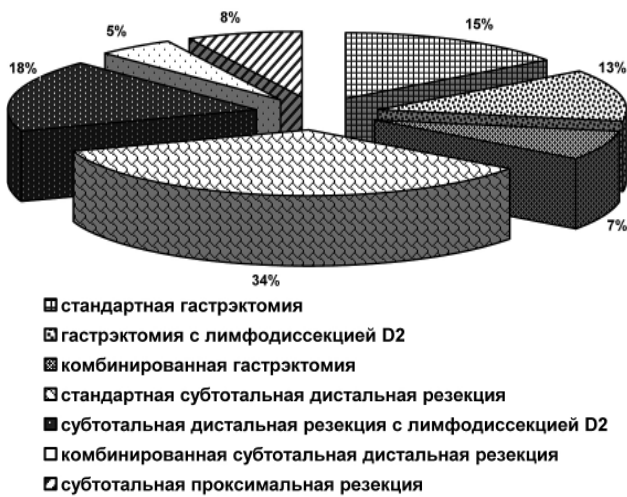 8%
15%
5%
18%
13%
7%
34%
стандартная гастрэктомия
гастрэктомия с лимфодиссекцией D2
комбинированная гастрэктомия
стандартная субтотальная дистальная резекция
субтотальная дистальная резекция с лимфодиссекцией D2
комбинированная субтотальная дистальная резекция
субтотальная проксимальная резекция